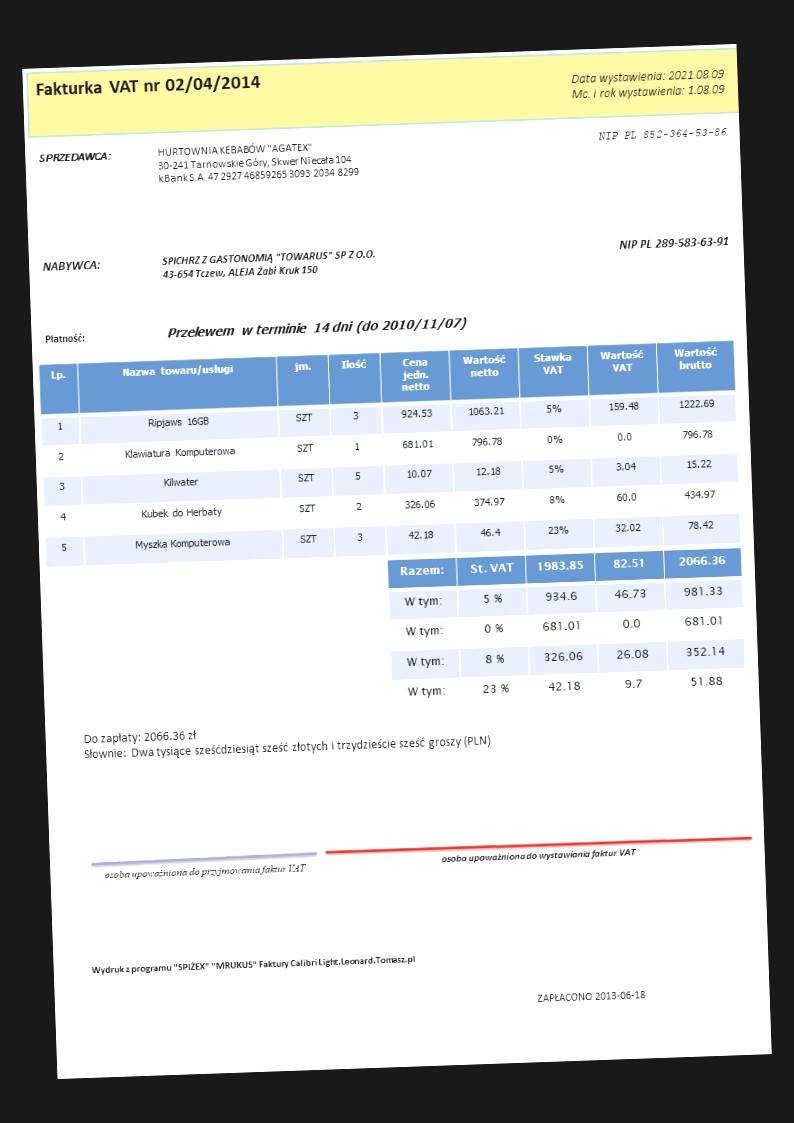 Fakturka VAT nr 02/04/2014
Data wystawienia: 2021.08.09
Mc. i rok wystawienia: 1.08.09
NIP PL 852-364-53-86
SPRZEDAWCA:
HURTOWNIA KEBABÓW "AGATEX"
30-241 Tarnowskie Góry, Skwer Niecała 104
kBank S.A. 47 2927 46859265 3093 2034 8299
NIP PL 289-583-63-91
NABYWCA:
SPICHRZ Z GASTONOMIĄ "TOWARUS" SP Z O.O.
43-654 Tczew, ALEJA Żabi Kruk 150
Płatność: Przelewem w terminie 14 dni (do 2010/11/07)
Lp. Nazwa towaru/usługi jm. Ilość Cena jedn. netto Wartość netto Stawka VAT Wartość VAT Wartość brutto
1 Ripjaws 16GB SZT 3 924.53 1063.21 5% 159.48 1222.69
2 Klawiatura Komputerowa SZT 1 681.01 796.78 0% 0.0 796.78
3 Kilwater SZT 5 10.07 12.18 5% 3.04 15.22
4 Kubek do Herbaty SZT 2 326.06 374.97 8% 60.0 434.97
5 Myszka Komputerowa SZT 3 42.18 46.4 23% 32.02 78.42
Razem: St. VAT 1983.85 82.51 2066.36
W tym: 5 % 934.6 46.73 981.33
W tym: 0 % 681.01 0.0 681.01
W tym: 8 % 326.06 26.08 352.14
W tym: 23 % 42.18 9.7 51.88
Do zapłaty: 2066.36 zł
Słownie: Dwa tysiące sześćdziesiąt sześć złotych i trzydzieście sześć groszy (PLN)
osoba upoważniona do przyjmowania faktur VAT
osoba upoważniona do wystawiania faktur VAT
Wydruk z programu "SPIŻEX" "MRUKUS" Faktury Calibri Light.Leonard.Tomasz.pl
ZAPŁACONO 2013-06-18